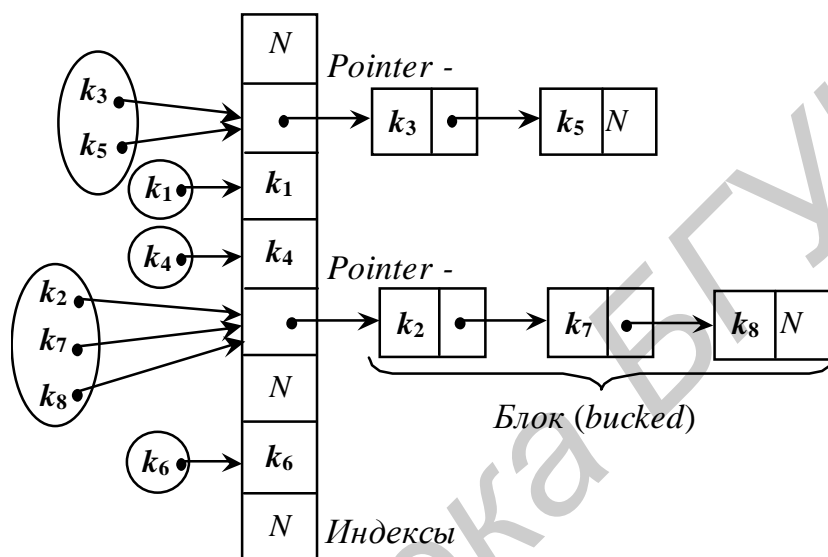 N
Pointer -
k3
k3
k5 N
k5
k1
k1
k4
k4
Pointer -
k2
k2
k7
k8 N
k7
k8
N
Блок (bucked)
k6
k6
N
Индексы